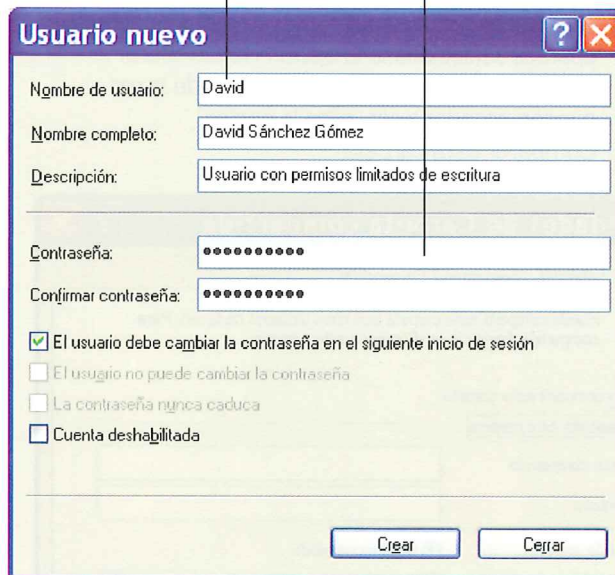 Usuario nuevo
Nombre de usuario: David
Nombre completo: David Sánchez Gómez
Descripción: Usuario con permisos limitados de escritura
Contraseña: ●●●●●●●●●●
Confirmar contraseña: ●●●●●●●●●●
El usuario debe cambiar la contraseña en el siguiente inicio de sesión
El usuario no puede cambiar la contraseña
La contraseña nunca caduca
Cuenta deshabilitada
Crear Cerrar